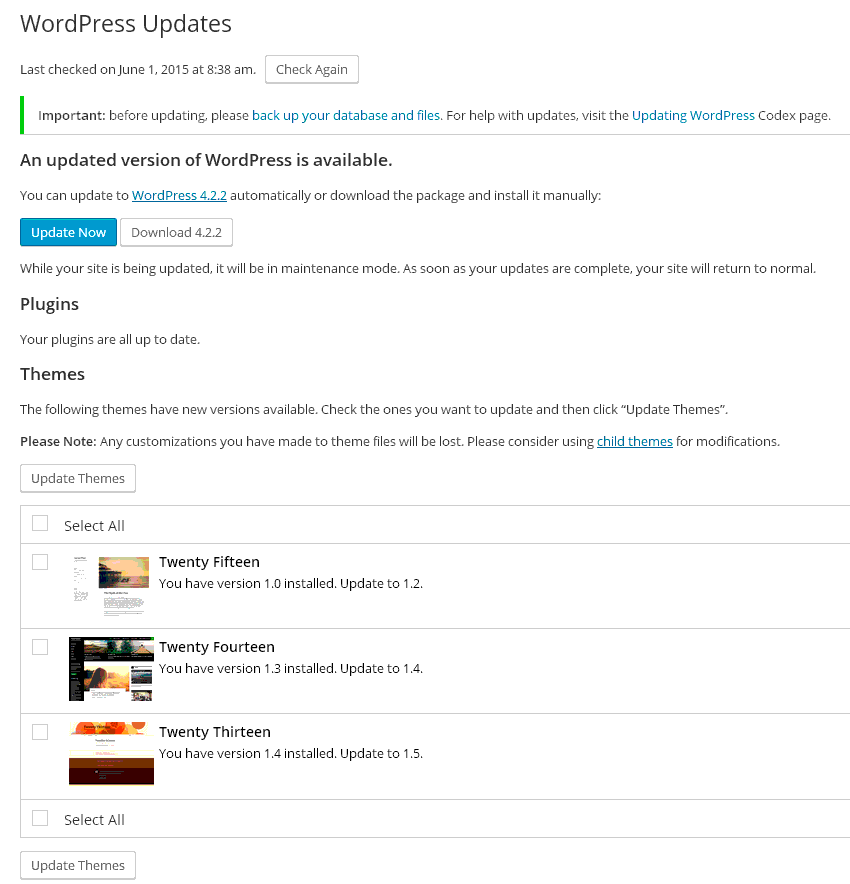 WordPress Updates
Last checked on June 1, 2015 at 8:38 am. Check Again
Important: before updating, please back up your database and files. For help with updates, visit the Updating WordPress Codex page.
An updated version of WordPress is available.
You can update to WordPress 4.2.2 automatically or download the package and install it manually:
Update Now Download 4.2.2
While your site is being updated, it will be in maintenance mode. As soon as your updates are complete, your site will return to normal.
Plugins
Your plugins are all up to date.
Themes
The following themes have new versions available. Check the ones you want to update and then click “Update Themes”.
Please Note: Any customizations you have made to theme files will be lost. Please consider using child themes for modifications.
Update Themes
Select All
Twenty Fifteen
You have version 1.0 installed. Update to 1.2.
Twenty Fourteen
You have version 1.3 installed. Update to 1.4.
Twenty Thirteen
You have version 1.4 installed. Update to 1.5.
Select All
Update Themes